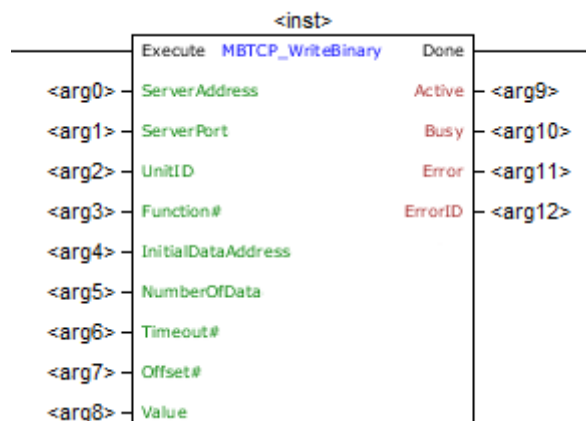 <inst>
Execute MBTCP_WriteBinary Done
<arg0> ServerAddress Active <arg9>
<arg1> ServerPort Busy <arg10>
<arg2> UnitID Error <arg11>
<arg3> Function# ErrorID <arg12>
<arg4> InitialDataAddress
<arg5> NumberOfData
<arg6> Timeout#
<arg7> Offset#
<arg8> Value